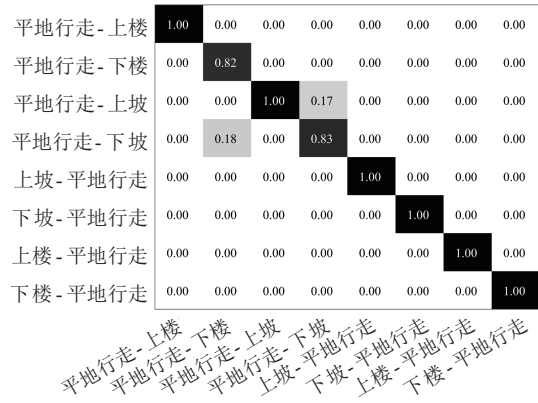 平地行走-上楼 1.00 0.00 0.00 0.00 0.00 0.00 0.00 0.00
平地行走-下楼 0.00 0.82 0.00 0.00 0.00 0.00 0.00 0.00
平地行走-上坡 0.00 0.00 1.00 0.17 0.00 0.00 0.00 0.00
平地行走-下坡 0.00 0.18 0.00 0.83 0.00 0.00 0.00 0.00
上坡-平地行走 0.00 0.00 0.00 0.00 1.00 0.00 0.00 0.00
下坡-平地行走 0.00 0.00 0.00 0.00 0.00 1.00 0.00 0.00
上楼-平地行走 0.00 0.00 0.00 0.00 0.00 0.00 1.00 0.00
下楼-平地行走 0.00 0.00 0.00 0.00 0.00 0.00 0.00 1.00
平地行走-上楼
平地行走-下楼
平地行走-上坡
平地行走-下坡
上坡-平地行走
下坡-平地行走
上楼-平地行走
下楼-平地行走